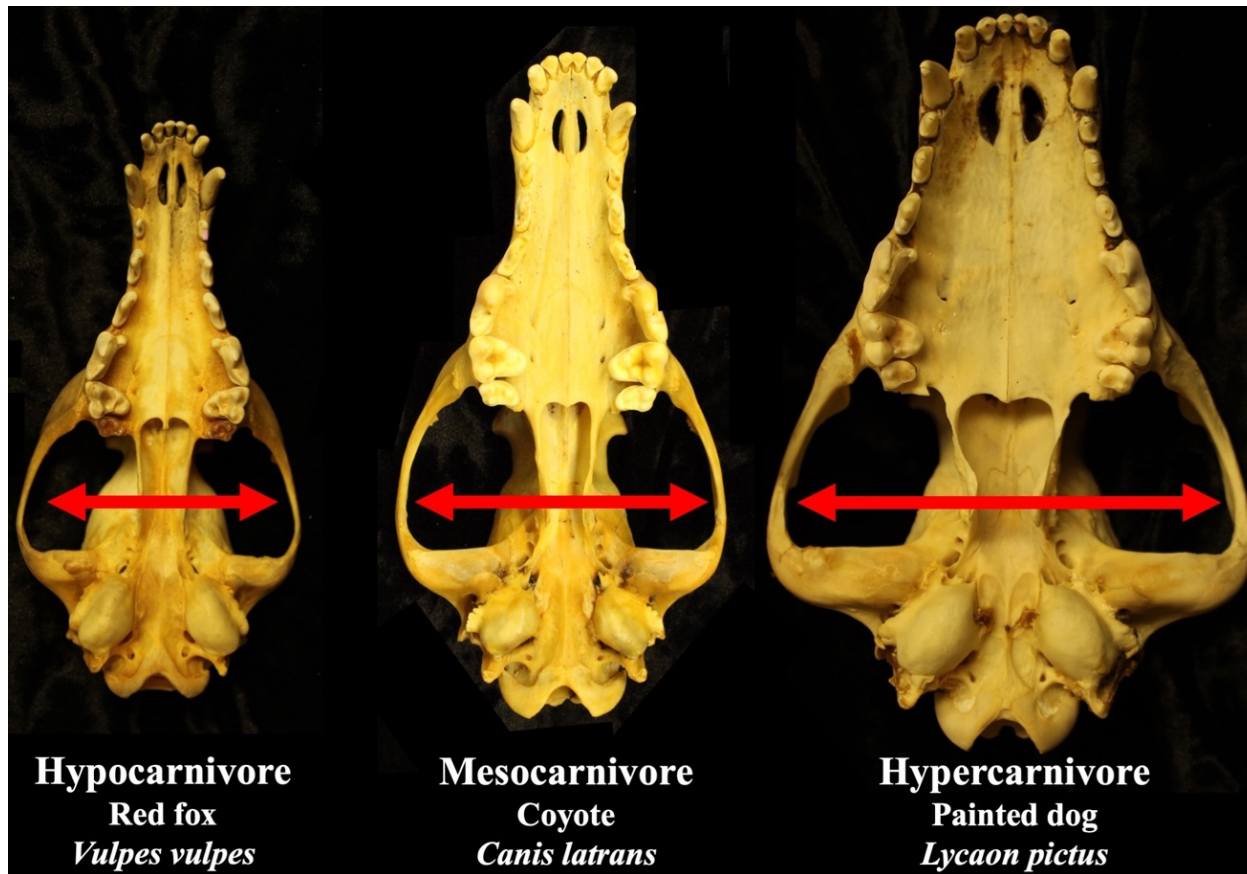 Hypocarnivore
Red fox
Vulpes vulpes
Mesocarnivore
Coyote
Canis latrans
Hypercarnivore
Painted dog
Lycaon pictus